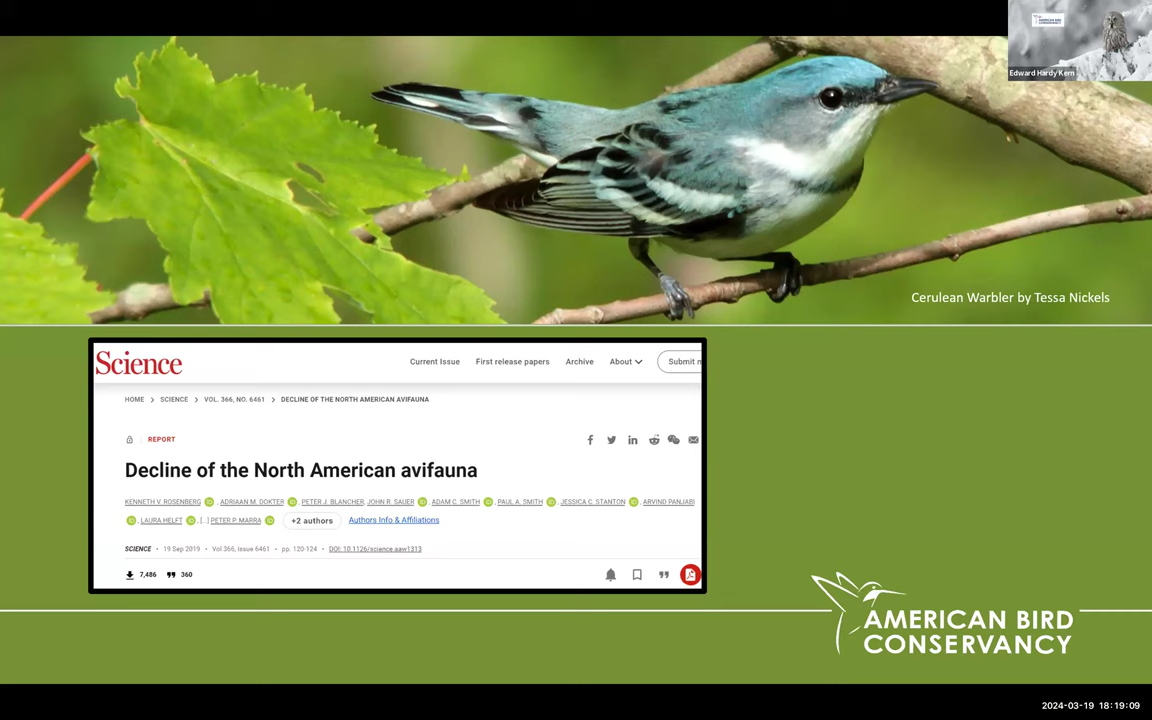 AMERICAN BIRD
CONSERVANCY
Edward Hardy Kern
Cerulean Warbler by Tessa Nickels
Science
Current Issue First release papers Archive About Submit
HOME > SCIENCE > VOL. 366, NO. 6461 > DECLINE OF THE NORTH AMERICAN AVIFAUNA
REPORT
Decline of the North American avifauna
KENNETH V. ROSENBERG, ADRIAAN M. DOKTER, PETER J. BLANCHER, JOHN R. SAUER, ADAM C. SMITH, PAUL A. SMITH, JESSICA C. STANTON, ARVIND PANJABI
, LAURA HELFT, [...] PETER P. MARRA +2 authors Authors Info & Affiliations
SCIENCE • 19 Sep 2019 • Vol 366, Issue 6461 • pp. 120-124 • DOI: 10.1126/science.aaw1313
7,486 360
AMERICAN BIRD
CONSERVANCY
2024-03-19 18:19:09